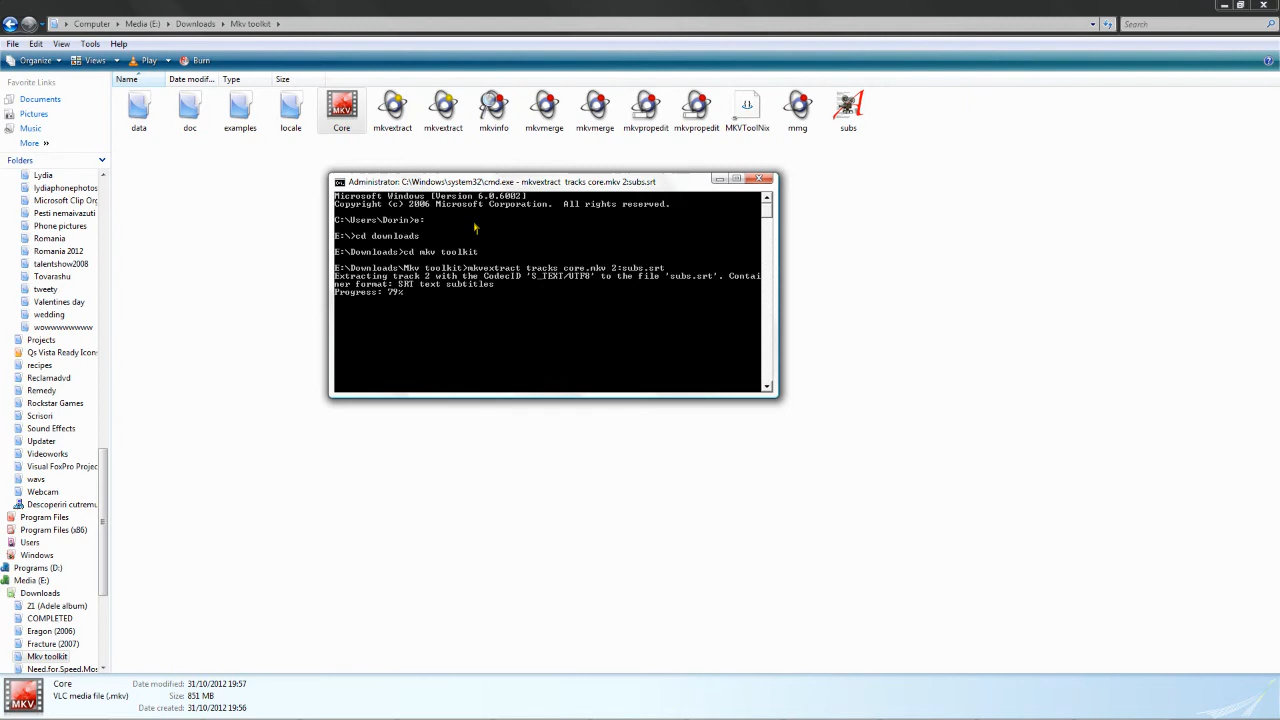 Computer ▸ Media (E:) ▸ Downloads ▸ Mkv toolkit ▸
Search
File Edit View Tools Help
Organize Views Play Burn
Favorite Links
Documents
Pictures
Music
More »
Folders
Lydia
lydiaphonephotos
Microsoft Clip Org
Pesti nemaivazuti
Phone pictures
Romania
Romania 2012
talentshow2008
tweety
Valentines day
wedding
wowwwwwwww
Projects
Qs Vista Ready Icons
recipes
Reclamadvd
Remedy
Rockstar Games
Scrisori
Sound Effects
Updater
Videoworks
Visual FoxPro Projec
wavs
Webcam
Descoperiri cutremu
Program Files
Program Files (x86)
Users
Windows
Programs (D:)
Media (E:)
Downloads
21 (Adele album)
COMPLETED
Eragon (2006)
Fracture (2007)
Mkv toolkit
Need.for.Speed.Mos
Name Date modif... Type Size
data doc examples locale Core mkvextract mkvextract mkvinfo mkvmerge mkvmerge mkvpropedit mkvpropedit MKVToolNix mmg subs
MKV
Administrator: C:\Windows\system32\cmd.exe - mkvextract tracks core.mkv 2:subs.srt
Microsoft Windows [Version 6.0.6002]
Copyright (c) 2006 Microsoft Corporation. All rights reserved.
C:\Users\Dorin>e:
E:\>cd downloads
E:\Downloads>cd mkv toolkit
E:\Downloads\Mkv toolkit>mkvextract tracks core.mkv 2:subs.srt
Extracting track 2 with the CodecID 'S_TEXT/UTF8' to the file 'subs.srt'. Contai
ner format: SRT text subtitles
Progress: 79%
MKV
Core
VLC media file (.mkv)
Date modified: 31/10/2012 19:57
Size: 851 MB
Date created: 31/10/2012 19:56